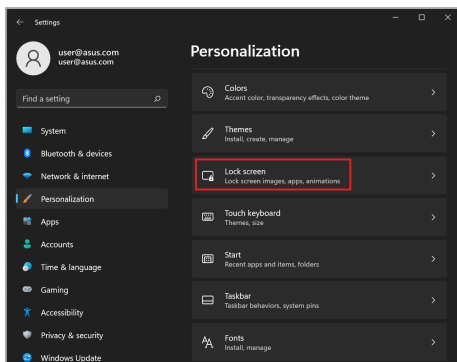 Settings
user@asus.com
user@asus.com
Find a setting
System
Bluetooth & devices
Network & internet
Personalization
Apps
Accounts
Time & language
Gaming
Accessibility
Privacy & security
Windows Update
Personalization
Colors
Accent color, transparency effects, color theme
Themes
Install, create, manage
Lock screen
Lock screen images, apps, animations
Touch keyboard
Themes, size
Start
Recent apps and items, folders
Taskbar
Taskbar behaviors, system pins
Fonts
Install, manage